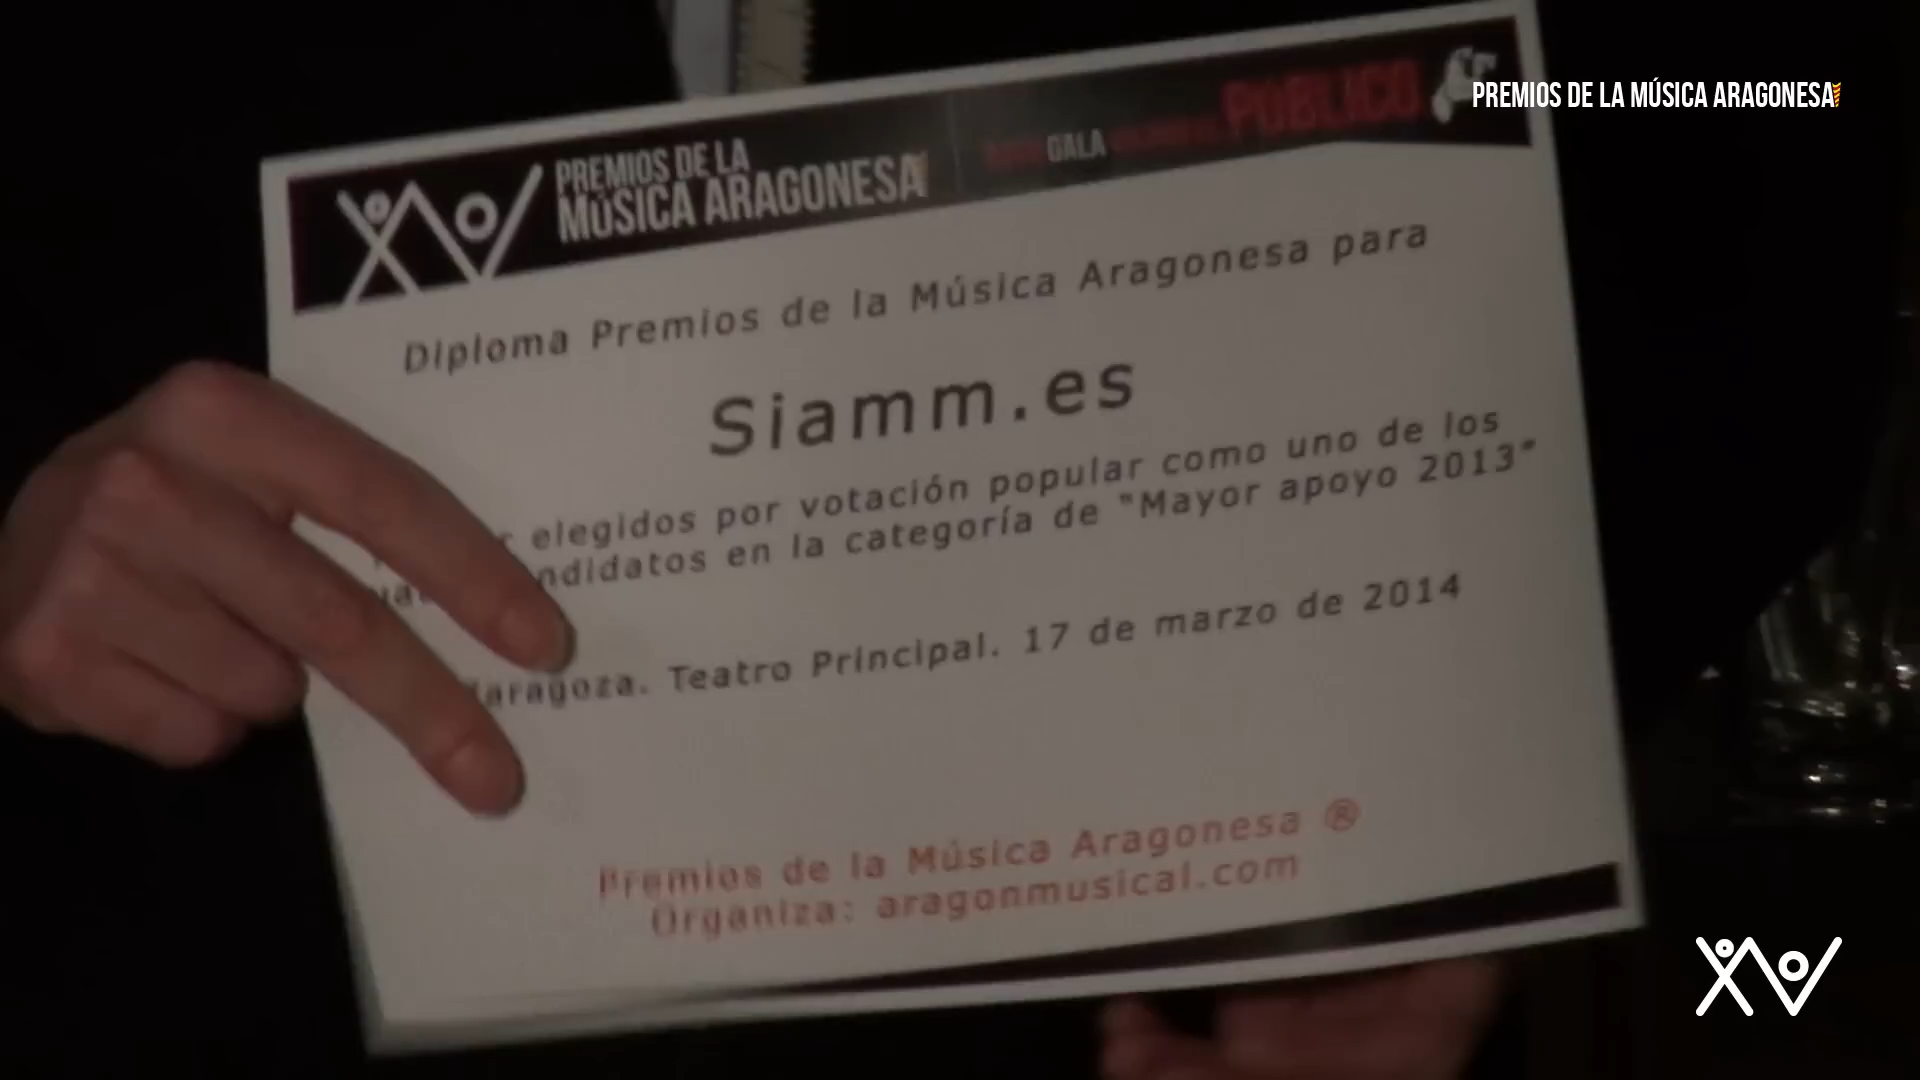 PREMIOS DE LA MÚSICA ARAGONESA
PREMIOS DE LA
MÚSICA ARAGONESA
GALA
PÚBLICO
Diploma Premios de la Música Aragonesa para
Siamm.es
elegidos por votación popular como uno de los
candidatos en la categoría de "Mayor apoyo 2013"
Zaragoza. Teatro Principal. 17 de marzo de 2014
Premios de la Música Aragonesa ®
Organiza: aragonmusical.com